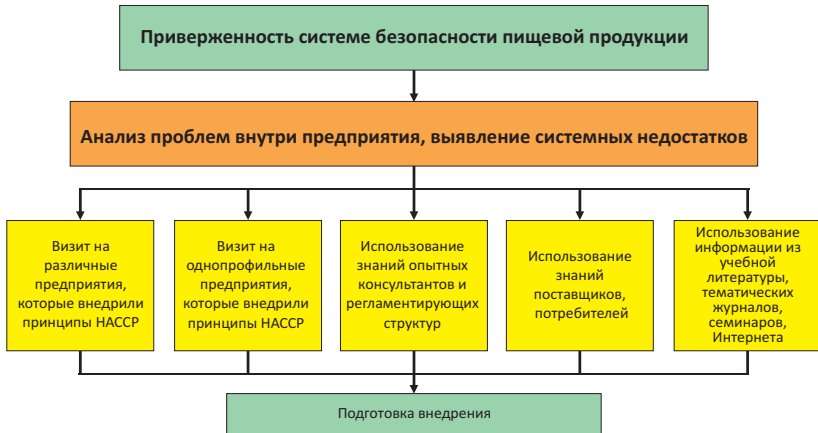 Приверженность системе безопасности пищевой продукции
Анализ проблем внутри предприятия, выявление системных недостатков
Визит на
различные
предприятия,
которые внедрили
принципы НАССР
Визит на
однопрофильные
предприятия,
которые внедрили
принципы НАССР
Использование
знаний опытных
консультантов и
регламентирующих
структур
Использование
знаний
поставщиков,
потребителей
Использование
информации из
учебной
литературы,
тематических
журналов,
семинаров,
Интернета
Подготовка внедрения